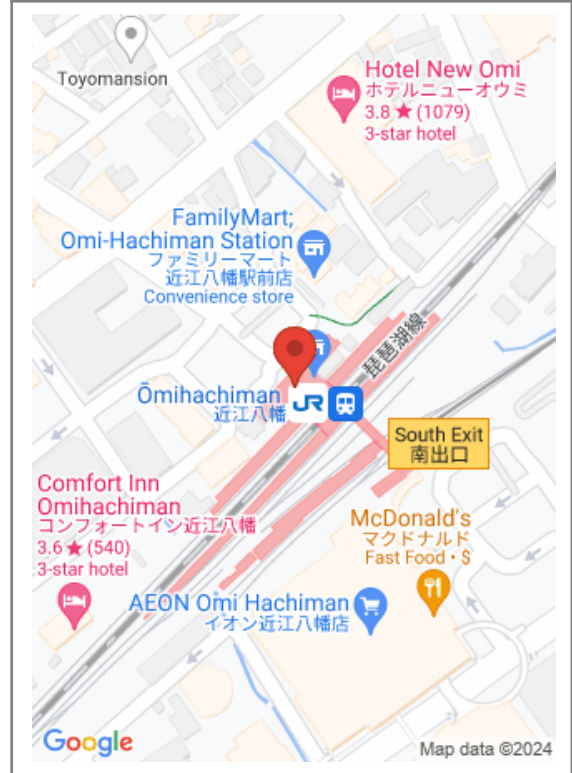 Toyomansion
Hotel New Omi
ホテルニューオウミ
3.8 ★ (1079)
3-star hotel
FamilyMart;
Omi-Hachiman Station
ファミリーマート
近江八幡駅前店
Convenience store
琵琶湖線
Ōmihachiman
近江八幡
JR
South Exit
南出口
Comfort Inn
Omihachiman
コンフォートイン近江八幡
3.6 ★ (540)
3-star hotel
McDonald's
マクドナルド
Fast Food • $
AEON Omi Hachiman
イオン近江八幡店
Google
Map data ©2024